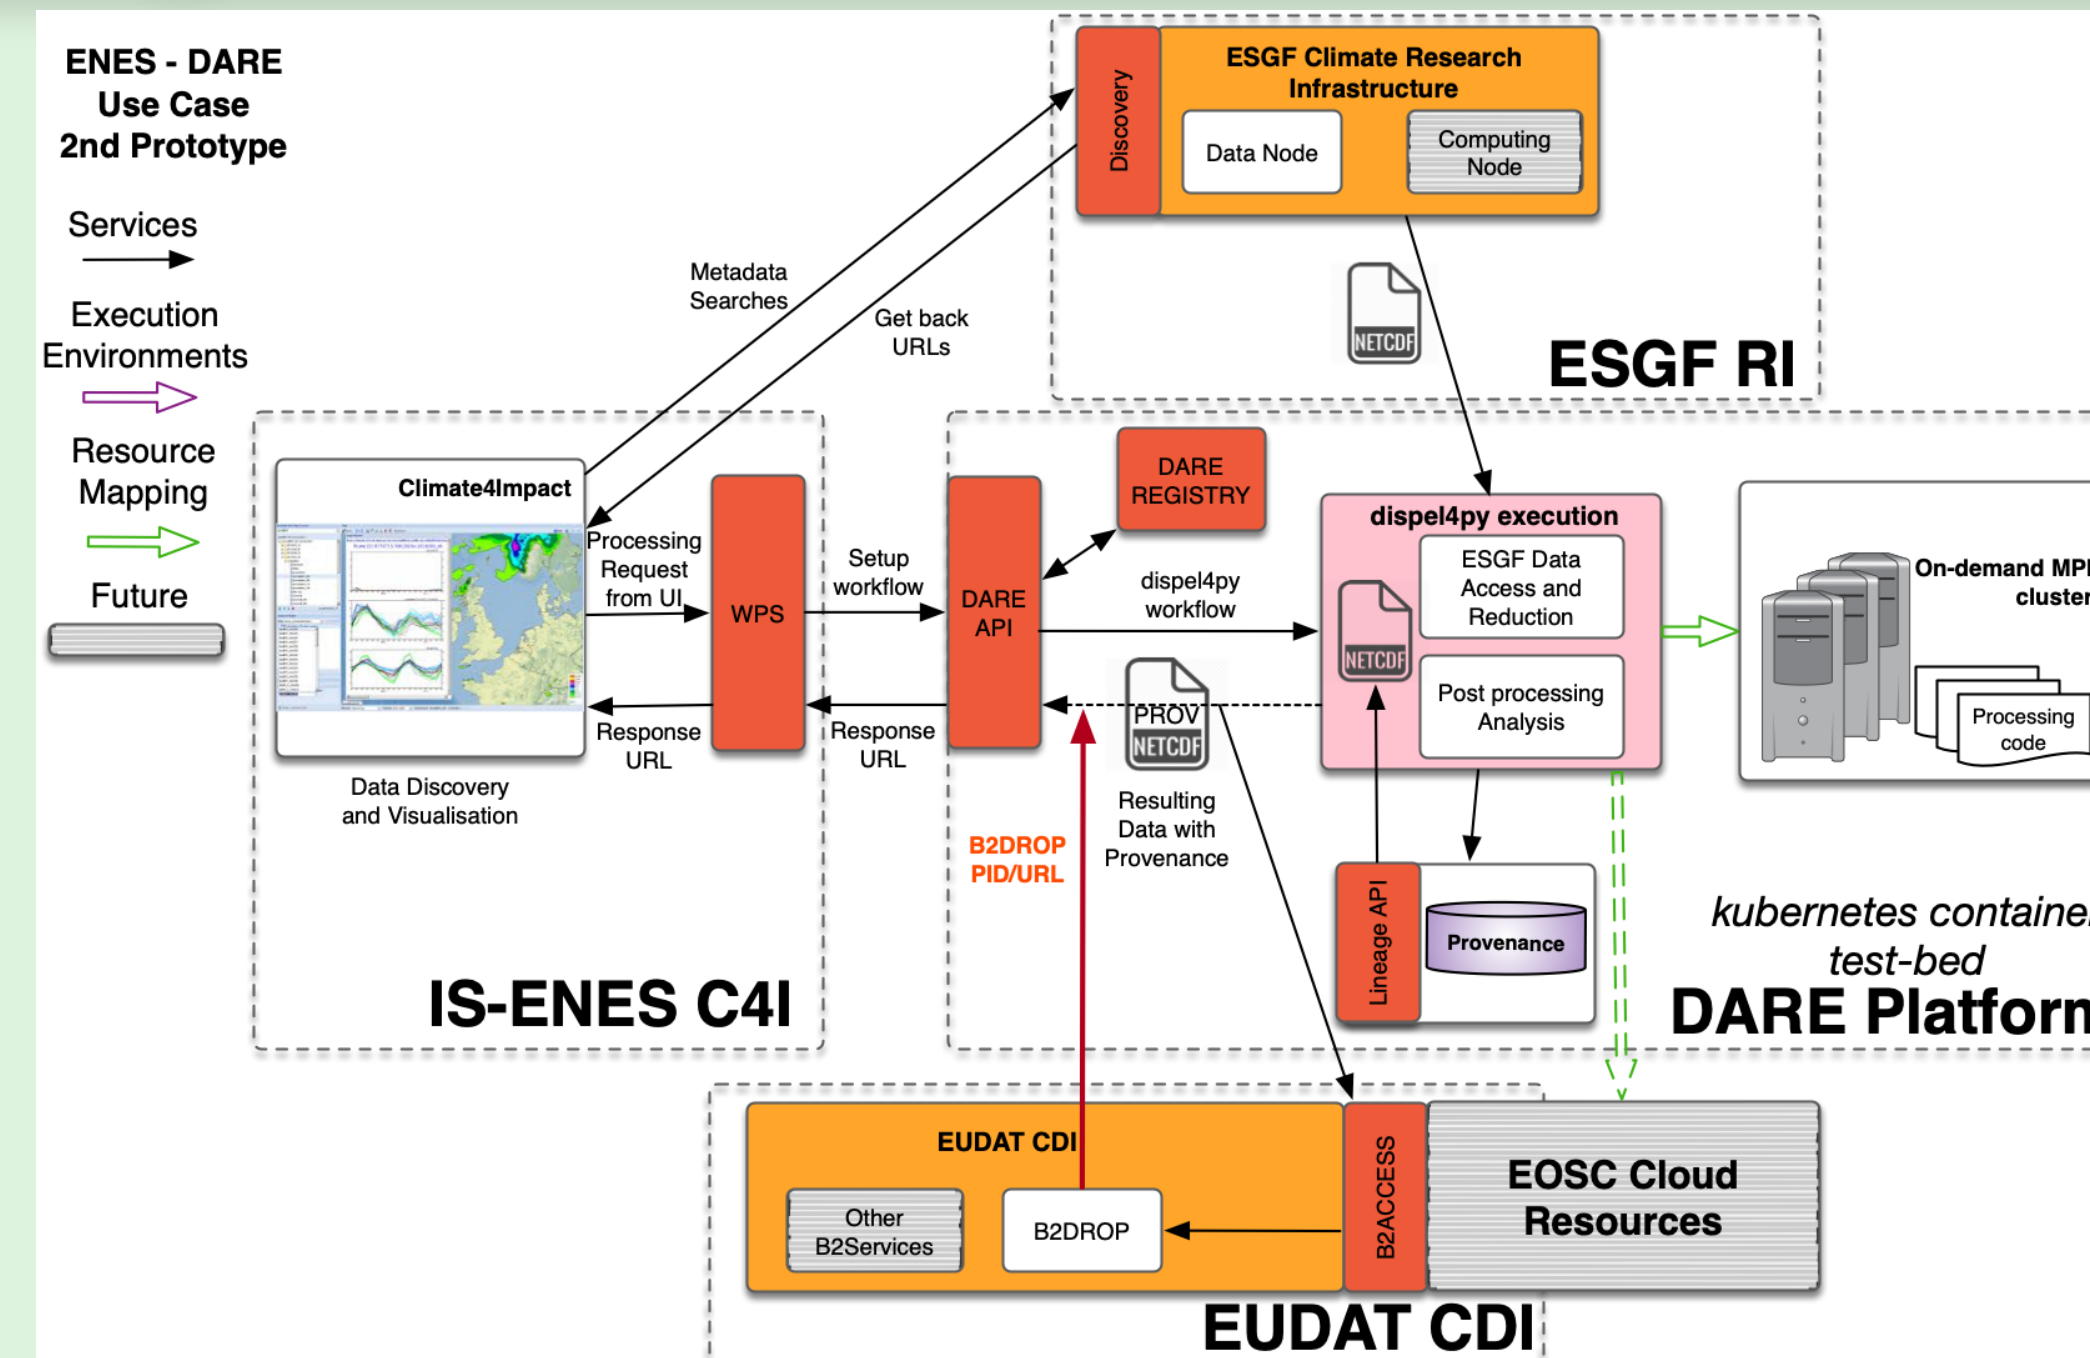 ENES - DARE
Use Case
2nd Prototype
Services
Execution
Environments
Resource
Mapping
Future
Discovery
ESGF Climate Research
Infrastructure
Data Node
Computing
Node
Metadata
Searches
Get back
URLs
NETCDF
ESGF RI
Climate4Impact
Processing
Request
from UI
WPS
Response
URL
Data Discovery
and Visualisation
IS-ENES C4I
Setup
workflow
Response
URL
DARE
API
DARE
REGISTRY
dispel4py
workflow
PROV
NETCDF
Resulting
Data with
Provenance
B2DROP
PID/URL
dispel4py execution
NETCDF
ESGF Data
Access and
Reduction
Post processing
Analysis
Lineage API
Provenance
On-demand MPI
cluster
Processing
code
kubernetes container
test-bed
DARE Platform
EUDAT CDI
Other
B2Services
B2DROP
B2ACCESS
EOSC Cloud
Resources
EUDAT CDI